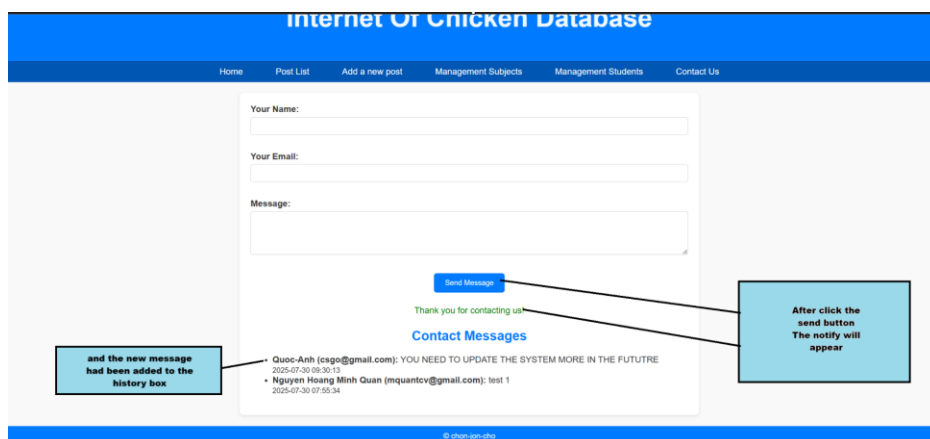 Internet Of Chicken Database
Home Post List Add a new post Management Subjects Management Students Contact Us
Your Name:
Your Email:
Message:
Send Message
Thank you for contacting us!
Contact Messages
• Quoc-Anh (csgo@gmail.com): YOU NEED TO UPDATE THE SYSTEM MORE IN THE FUTUTRE
2025-07-30 09:30:13
• Nguyen Hoang Minh Quan (mquantcv@gmail.com): test 1
2025-07-30 07:55:34
After click the
send button
The notify will
appear
and the new message
had been added to the
history box
© chon-jon-cho